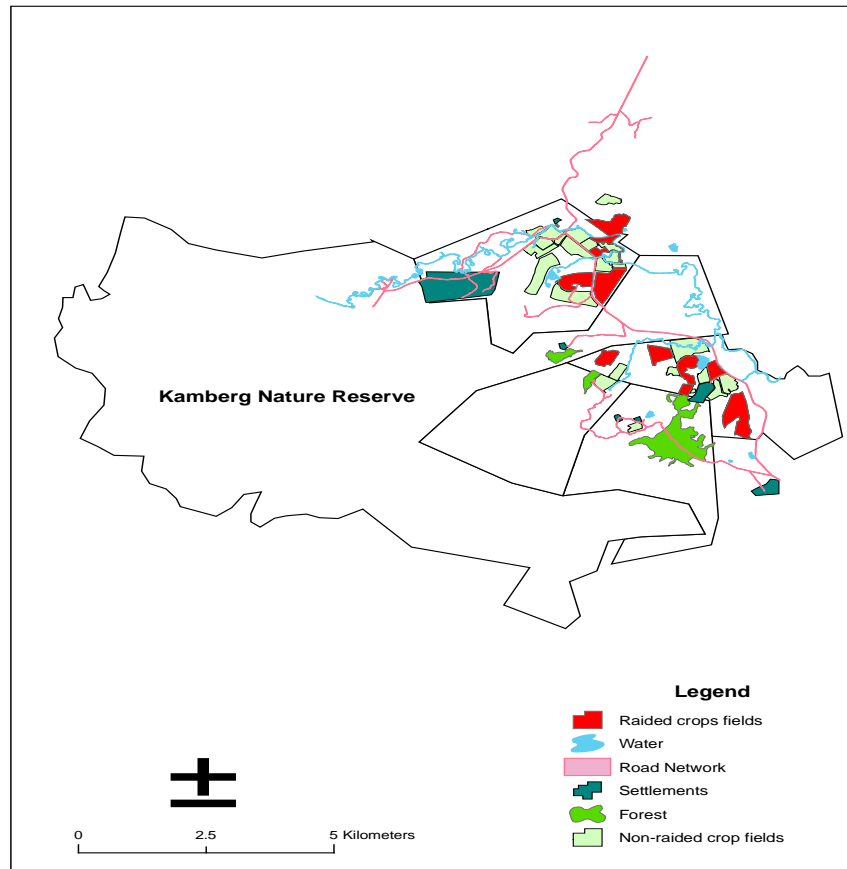 Kamberg Nature Reserve
Legend
Raided crops fields
Water
Road Network
Settlements
Forest
Non-raided crop fields
0 2.5 5 Kilometers